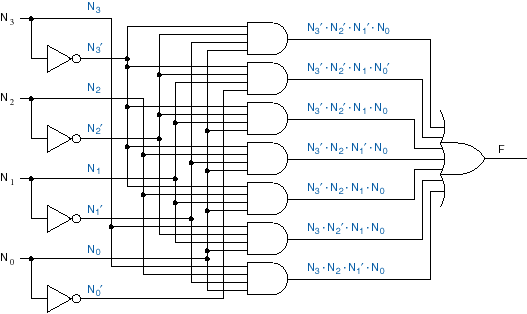 N3
N3
N3′
N3′ · N2′ · N1′ · N0
N3′ · N2′ · N1 · N0′
N2
N2
N2′
N3′ · N2′ · N1 · N0
N3′ · N2 · N1′ · N0
F
N1
N1
N1′
N3′ · N2 · N1 · N0
N3 · N2′ · N1 · N0
N0
N0
N0′
N3 · N2 · N1′ · N0